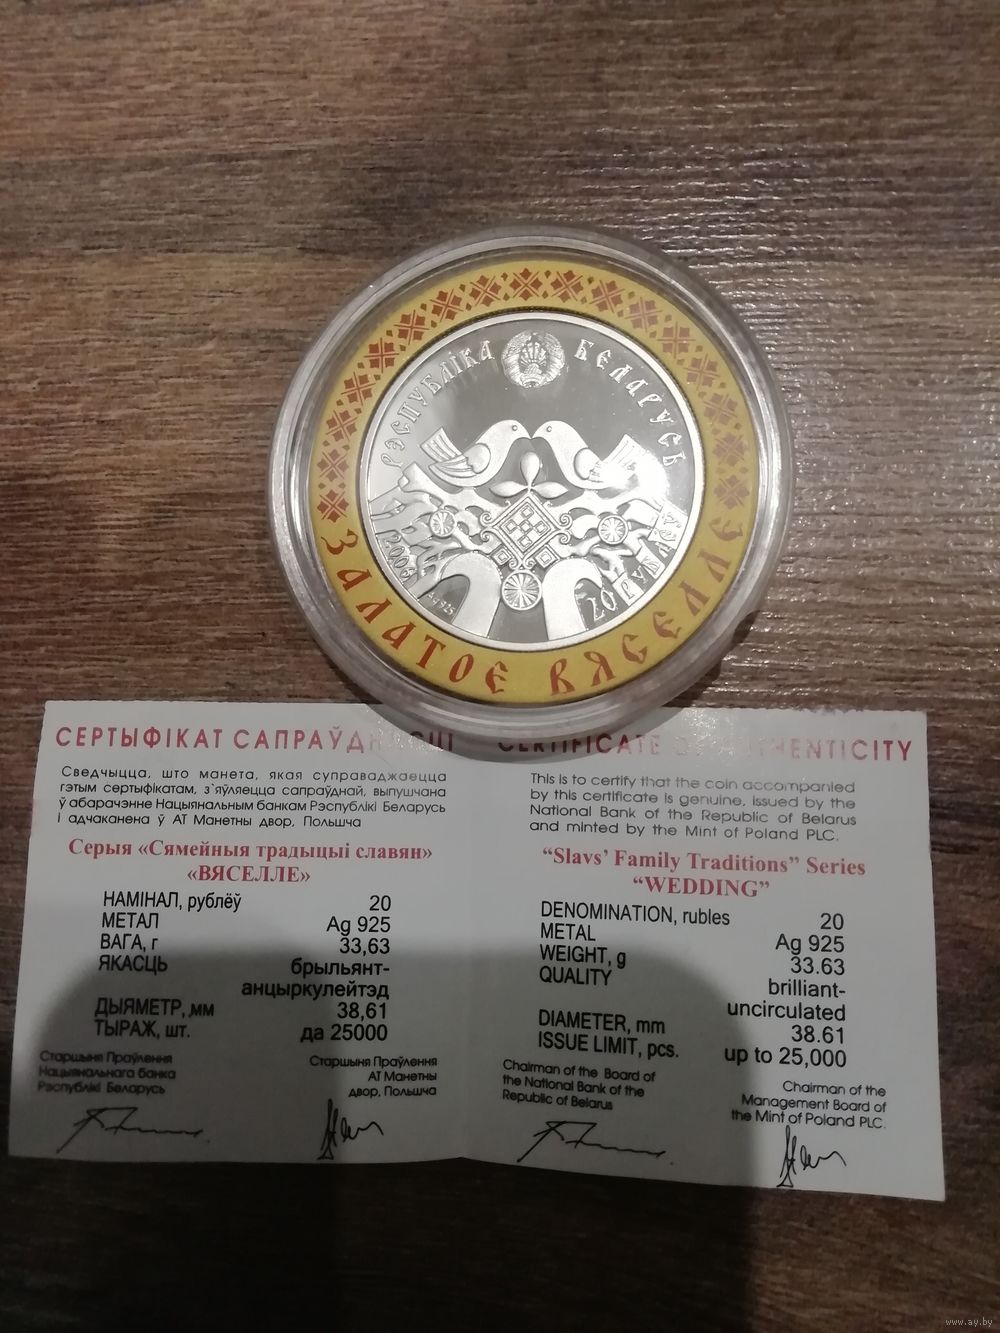 РЭСПУБЛІКА БЕЛАРУСЬ
2006
Ag 925
20 РУБЛЁЎ
ЗАЛАТОЕ ВЯСЕЛЛЕ
СЕРТЫФІКАТ САПРАЎДНАСЦІ
Сведчыцца, што манета, якая суправаджаецца
гэтым сертыфікатам, з`яўляецца сапраўднай, выпушчана
ў абарачэнне Нацыянальным банкам Рэспублікі Беларусь
і адчаканена ў АТ Манетны двор, Польшча
Серыя «Сямейныя традыцыі славян»
«ВЯСЕЛЛЕ»
НАМІНАЛ, рублёў 20
МЕТАЛ Ag 925
ВАГА, г 33,63
ЯКАСЦЬ брыльянт-
анцыркулейтэд
ДЫЯМЕТР, мм 38,61
ТЫРАЖ, шт. да 25000
Старшыня Праўлення
Нацыянальнага банка
Рэспублікі Беларусь
Старшыня Праўлення
АТ Манетны
двор, Польшча
CERTIFICATE OF AUTHENTICITY
This is to certify that the coin accompanied
by this certificate is genuine, issued by the
National Bank of the Republic of Belarus
and minted by the Mint of Poland PLC.
“Slavs’ Family Traditions” Series
“WEDDING”
DENOMINATION, rubles 20
METAL Ag 925
WEIGHT, g 33.63
QUALITY brilliant-
uncirculated
DIAMETER, mm 38.61
ISSUE LIMIT, pcs. up to 25,000
Chairman of the Board of
the National Bank of the
Republic of Belarus
Chairman of the
Management Board of
the Mint of Poland PLC.
www.ay.by